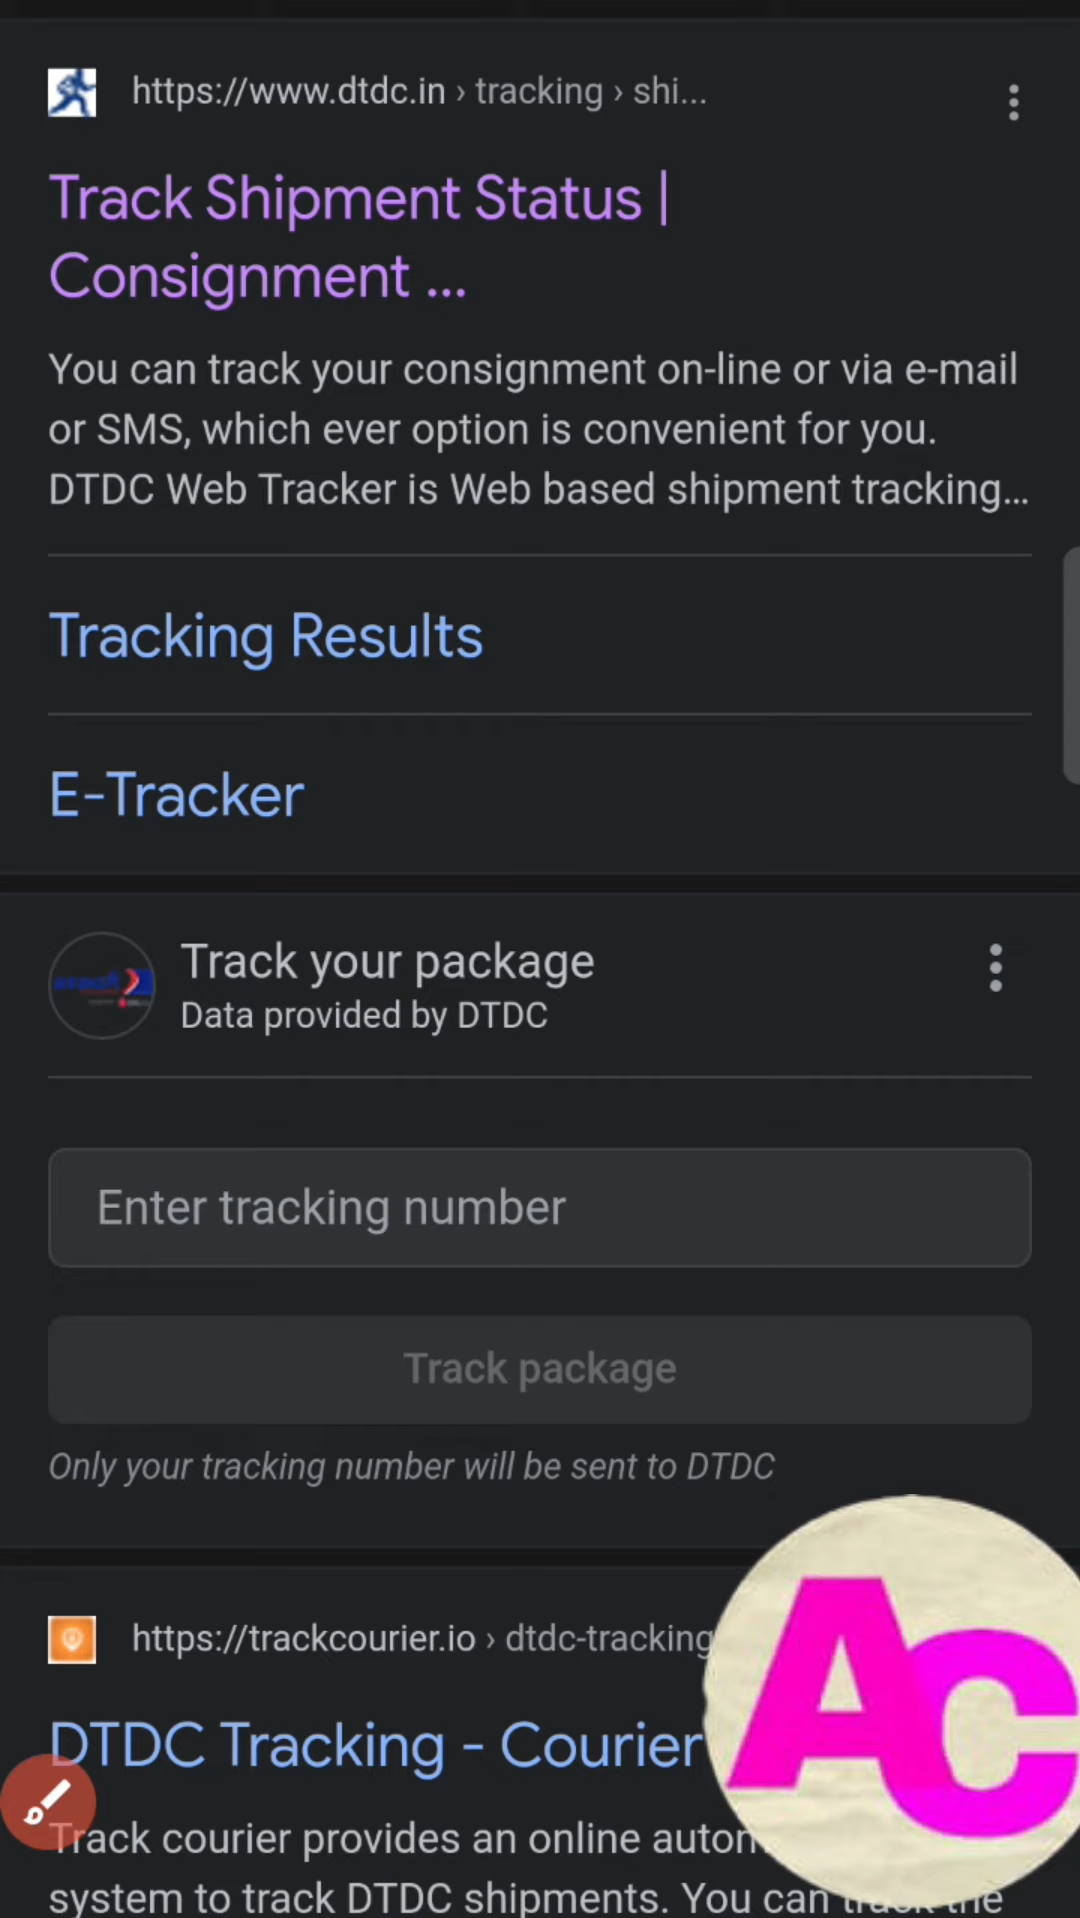 https://www.dtdc.in › tracking › shi...
Track Shipment Status |
Consignment ...
You can track your consignment on-line or via e-mail
or SMS, which ever option is convenient for you.
DTDC Web Tracker is Web based shipment tracking...
Tracking Results
E-Tracker
Track your package
Data provided by DTDC
Enter tracking number
Track package
Only your tracking number will be sent to DTDC
https://trackcourier.io › dtdc-tracking
DTDC Tracking - Courier
AC
Track courier provides an online
system to track DTDC shipments. You can track the